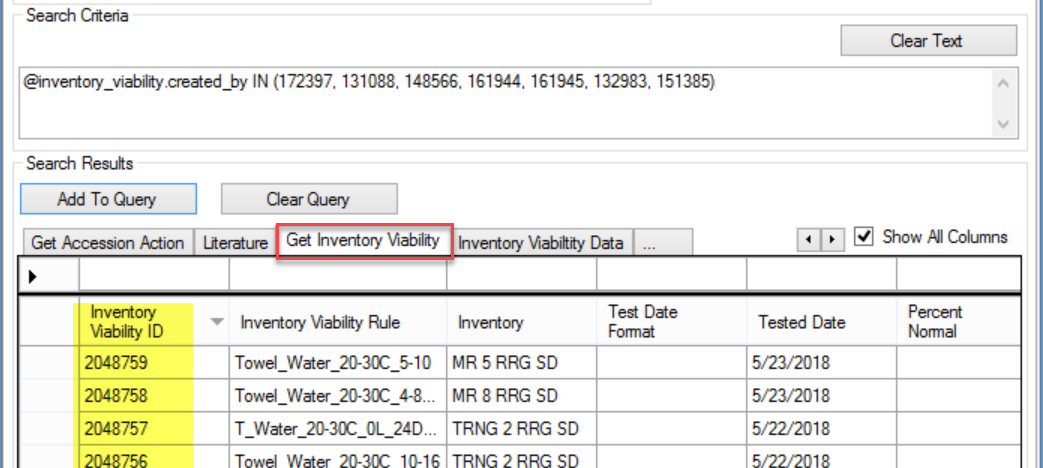 Search Criteria
Clear Text
@inventory_viability.created_by IN (172397, 131088, 148566, 161944, 161945, 132983, 151385)
Search Results
Add To Query Clear Query
Get Accession Action Literature Get Inventory Viability Inventory Viabiltity Data ... Show All Columns
Inventory Viability ID Inventory Viability Rule Inventory Test Date Format Tested Date Percent Normal
2048759 Towel_Water_20-30C_5-10 MR 5 RRG SD 5/23/2018
2048758 Towel_Water_20-30C_4-8... MR 8 RRG SD 5/23/2018
2048757 T_Water_20-30C_0L_24D... TRNG 2 RRG SD 5/22/2018
2048756 Towel_Water_20-30C_10-16 TRNG 2 RRG SD 5/22/2018